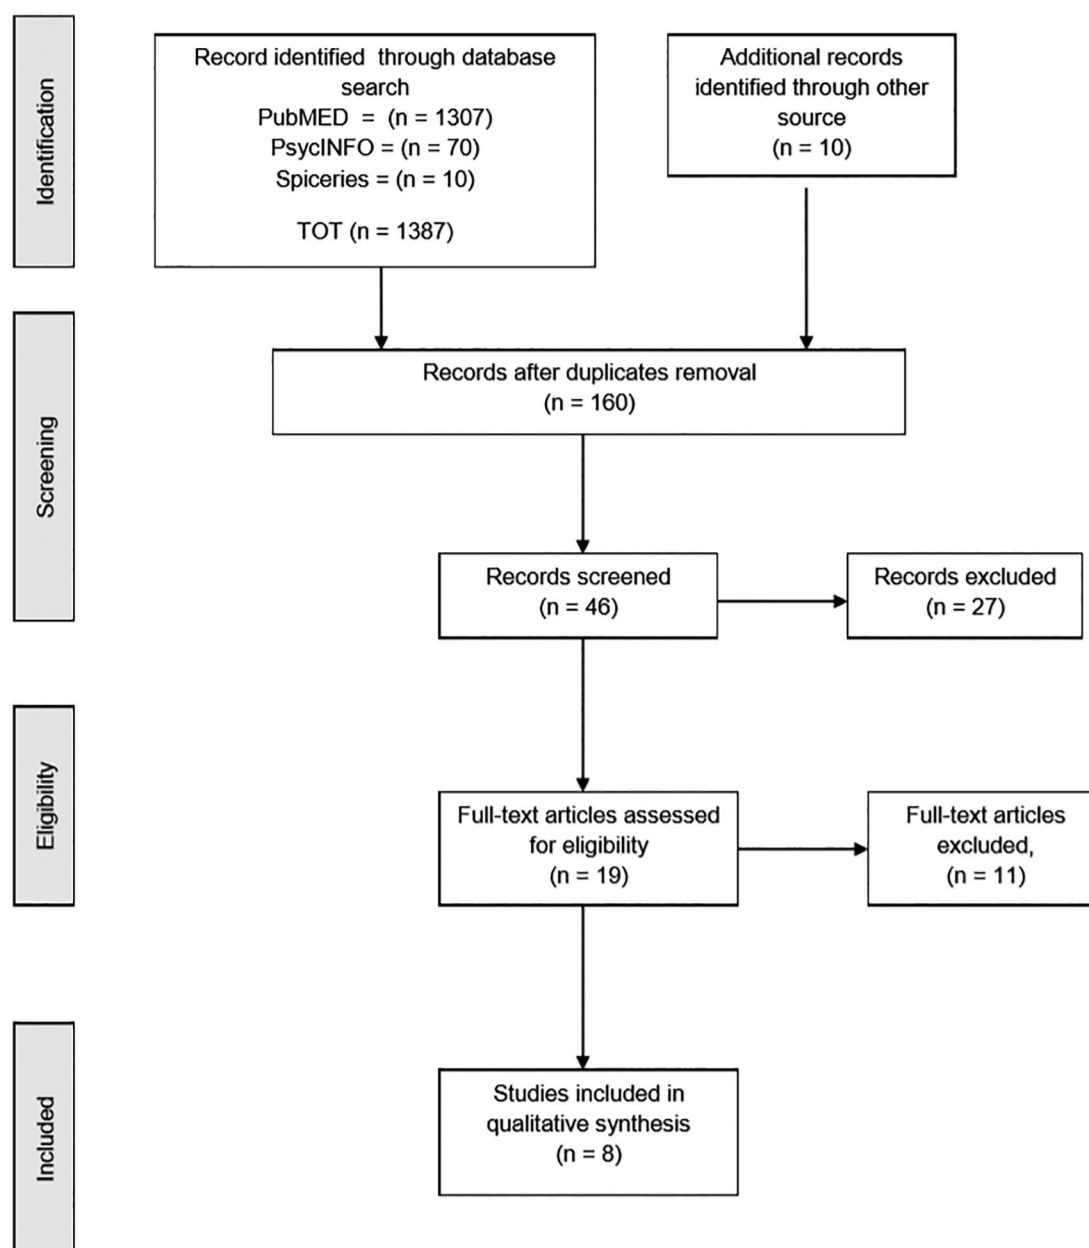 Identification
Record identified through database
search
PubMED = (n = 1307)
PsycINFO = (n = 70)
Spiceries = (n = 10)
TOT (n = 1387)
Additional records
identified through other
source
(n = 10)
Screening
Records after duplicates removal
(n = 160)
Records screened
(n = 46)
Records excluded
(n = 27)
Eligibility
Full-text articles assessed
for eligibility
(n = 19)
Full-text articles
excluded,
(n = 11)
Included
Studies included in
qualitative synthesis
(n = 8)